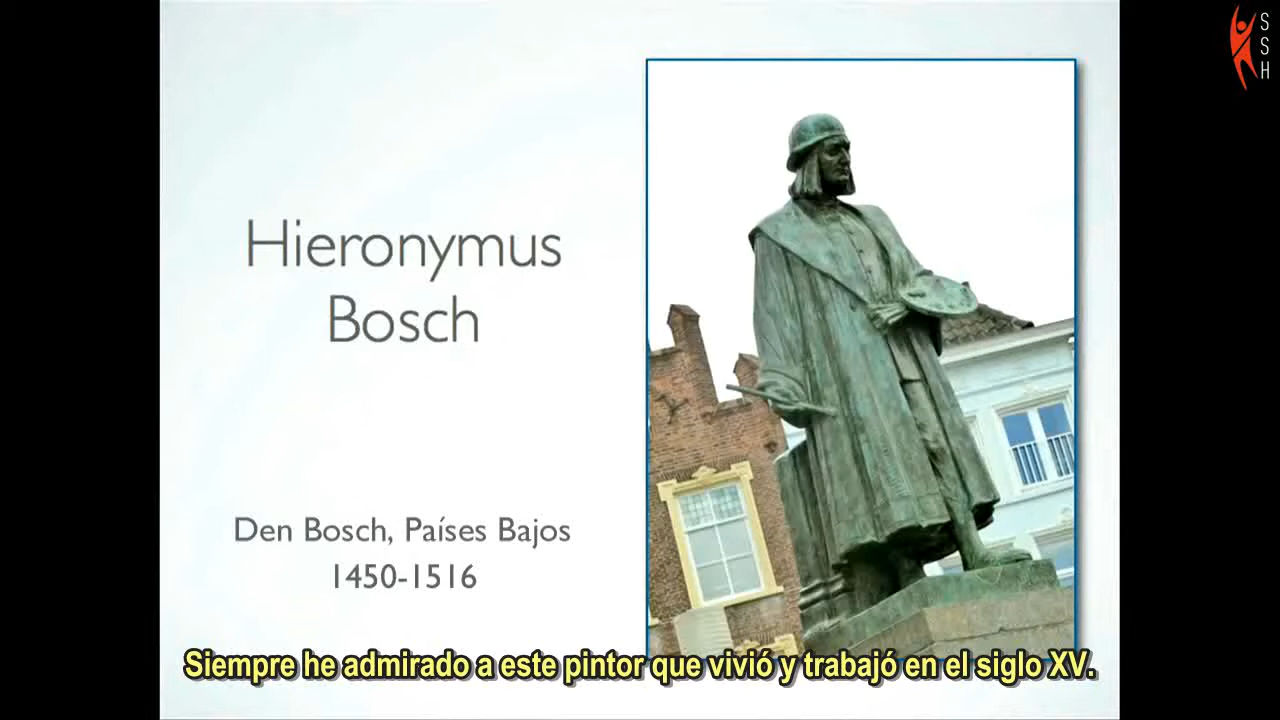 S
S
H
Hieronymus
Bosch
Den Bosch, Países Bajos
1450-1516
Siempre he admirado a este pintor que vivió y trabajó en el siglo XV.